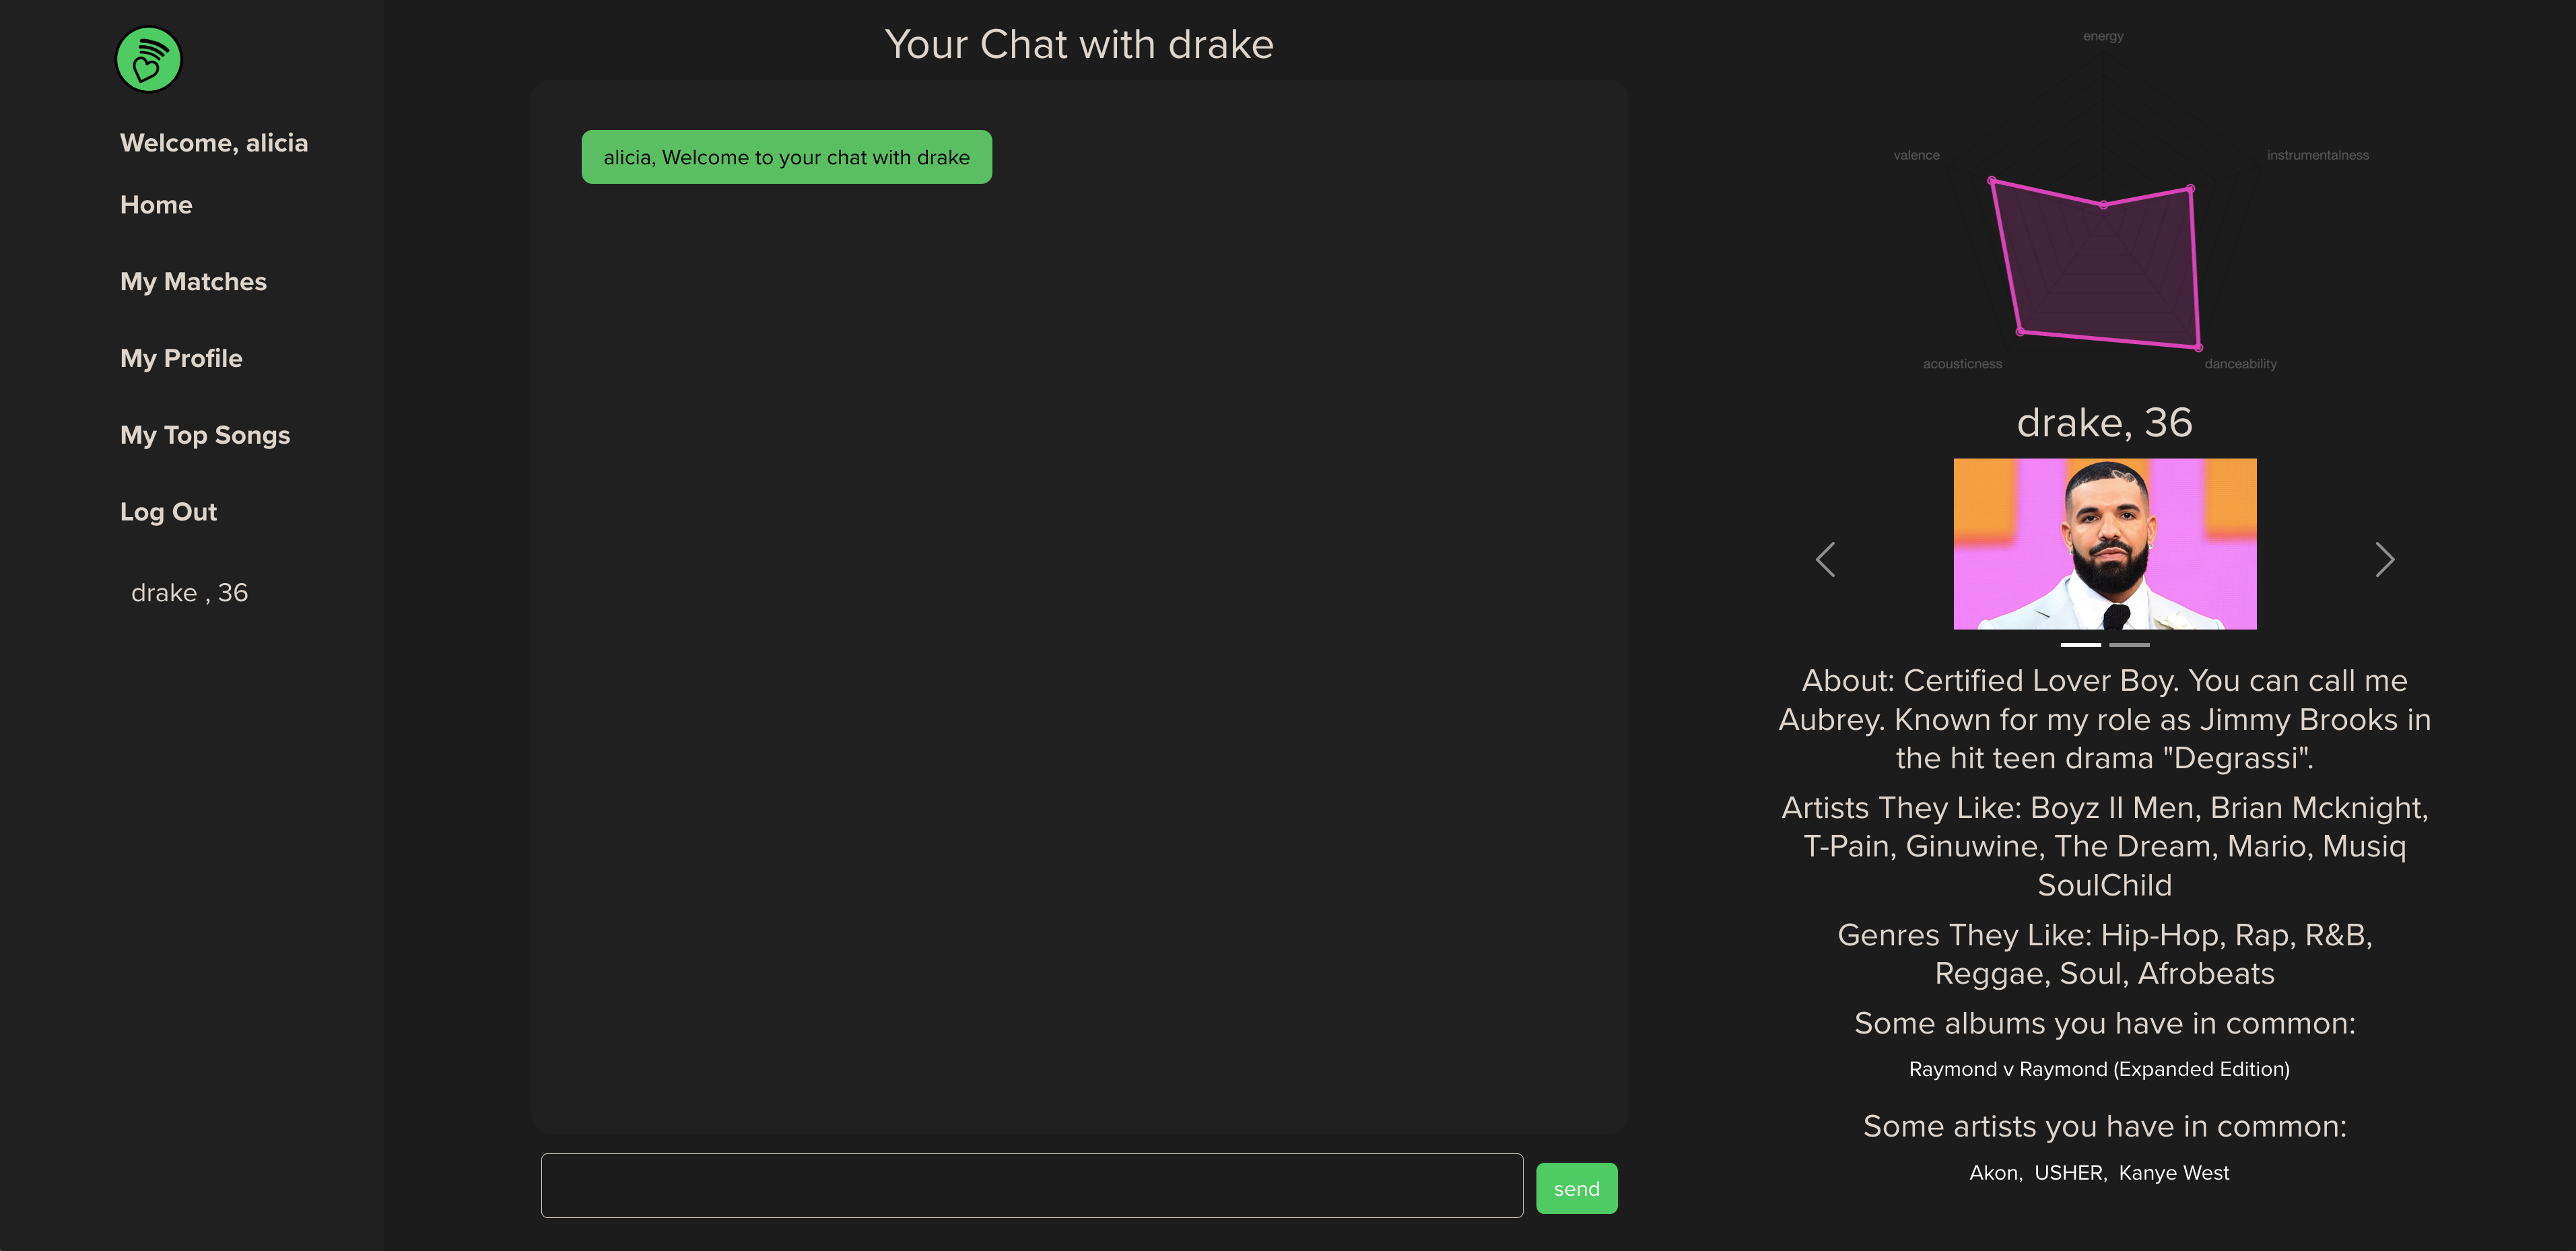 Welcome, alicia
Home
My Matches
My Profile
My Top Songs
Log Out
drake , 36
Your Chat with drake
alicia, Welcome to your chat with drake
send
energy
valence
instrumentalness
acousticness
danceability
drake, 36
About: Certified Lover Boy. You can call me
Aubrey. Known for my role as Jimmy Brooks in
the hit teen drama "Degrassi".
Artists They Like: Boyz II Men, Brian Mcknight,
T-Pain, Ginuwine, The Dream, Mario, Musiq
SoulChild
Genres They Like: Hip-Hop, Rap, R&B,
Reggae, Soul, Afrobeats
Some albums you have in common:
Raymond v Raymond (Expanded Edition)
Some artists you have in common:
Akon, USHER, Kanye West